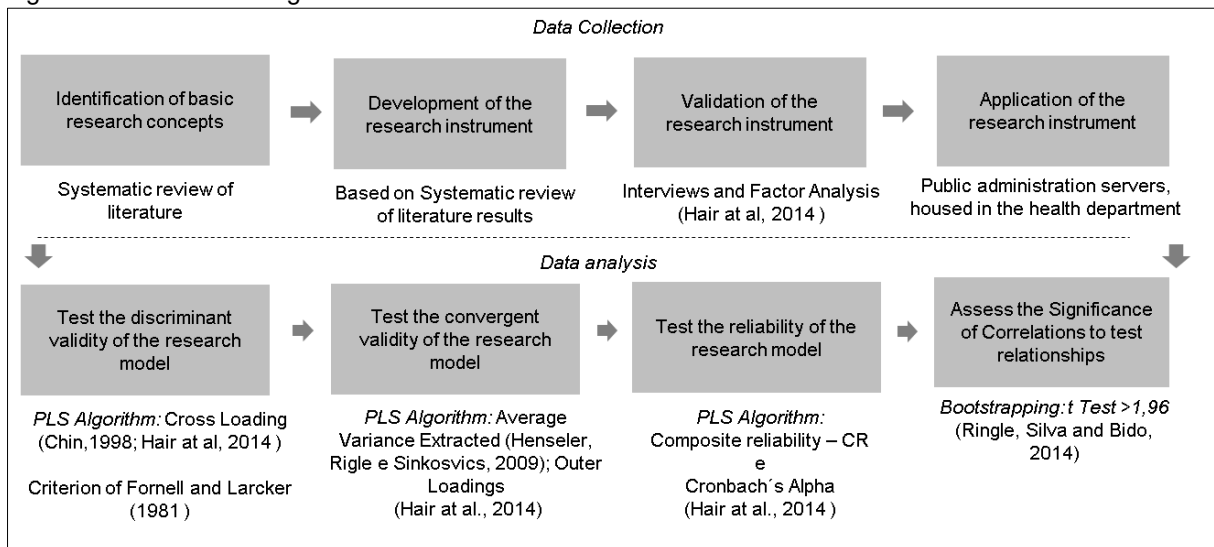 Data Collection
Identification of basic
research concepts
Development of the
research instrument
Validation of the
research instrument
Application of the
research instrument
Systematic review of
literature
Based on Systematic review
of literature results
Interviews and Factor Analysis
(Hair at al, 2014 )
Public administration servers,
housed in the health department
Data analysis
Test the discriminant
validity of the research
model
Test the convergent
validity of the research
model
Test the reliability of the
research model
Assess the Significance
of Correlations to test
relationships
PLS Algorithm: Cross Loading
(Chin,1998; Hair at al, 2014 )
Criterion of Fornell and Larcker
(1981 )
PLS Algorithm: Average
Variance Extracted (Henseler,
Rigle e Sinkosvics, 2009); Outer
Loadings
(Hair at al., 2014)
PLS Algorithm:
Composite reliability – CR
e
Cronbach´s Alpha
(Hair at al., 2014 )
Bootstrapping: t Test >1,96
(Ringle, Silva and Bido,
2014)